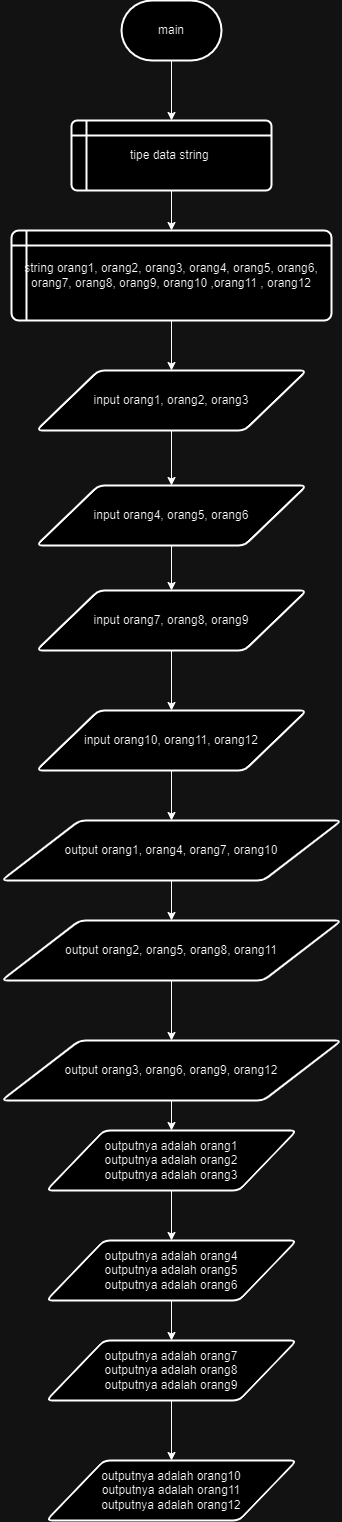 main
tipe data string
string orang1, orang2, orang3, orang4, orang5, orang6,
orang7, orang8, orang9, orang10 ,orang11 , orang12
input orang1, orang2, orang3
input orang4, orang5, orang6
input orang7, orang8, orang9
input orang10, orang11, orang12
output orang1, orang4, orang7, orang10
output orang2, orang5, orang8, orang11
output orang3, orang6, orang9, orang12
outputnya adalah orang1
outputnya adalah orang2
outputnya adalah orang3
outputnya adalah orang4
outputnya adalah orang5
outputnya adalah orang6
outputnya adalah orang7
outputnya adalah orang8
outputnya adalah orang9
outputnya adalah orang10
outputnya adalah orang11
outputnya adalah orang12